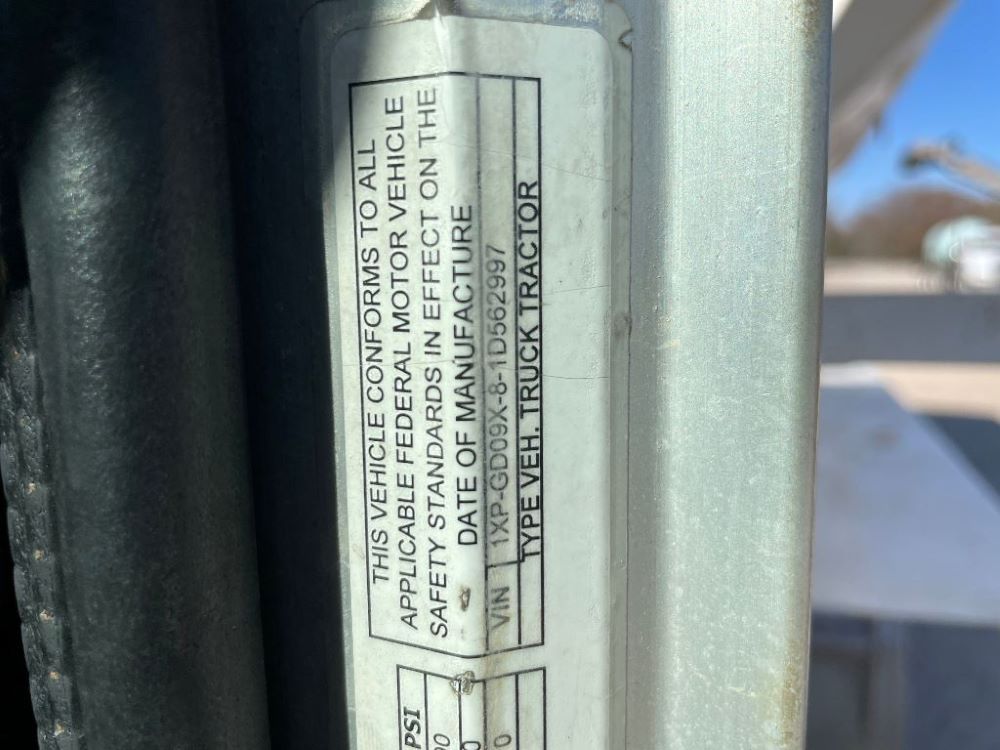 THIS VEHICLE CONFORMS TO ALL
APPLICABLE FEDERAL MOTOR VEHICLE
SAFETY STANDARDS IN EFFECT ON THE
DATE OF MANUFACTURE
VIN 1XP-GD09X-8-1D562997
TYPE VEH. TRUCK TRACTOR
PSI